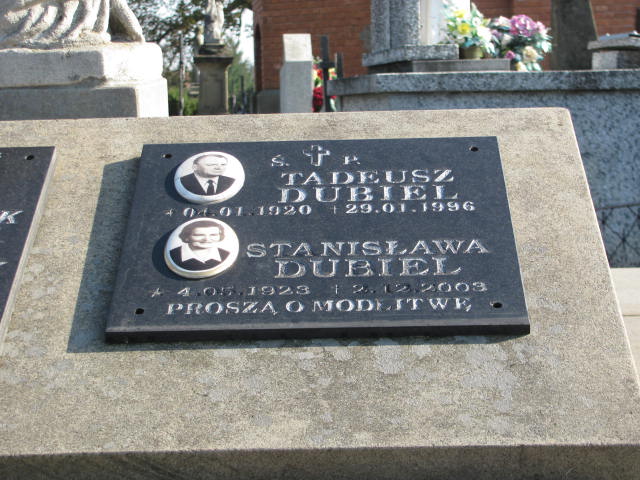 Ś. P.
TADEUSZ
DUBIEL
* 04.01.1920 † 29.01.1996
STANISŁAWA
DUBIEL
* 4.05.1923 † 2.12.2003
PROSZĄ O MODLITWĘ
K